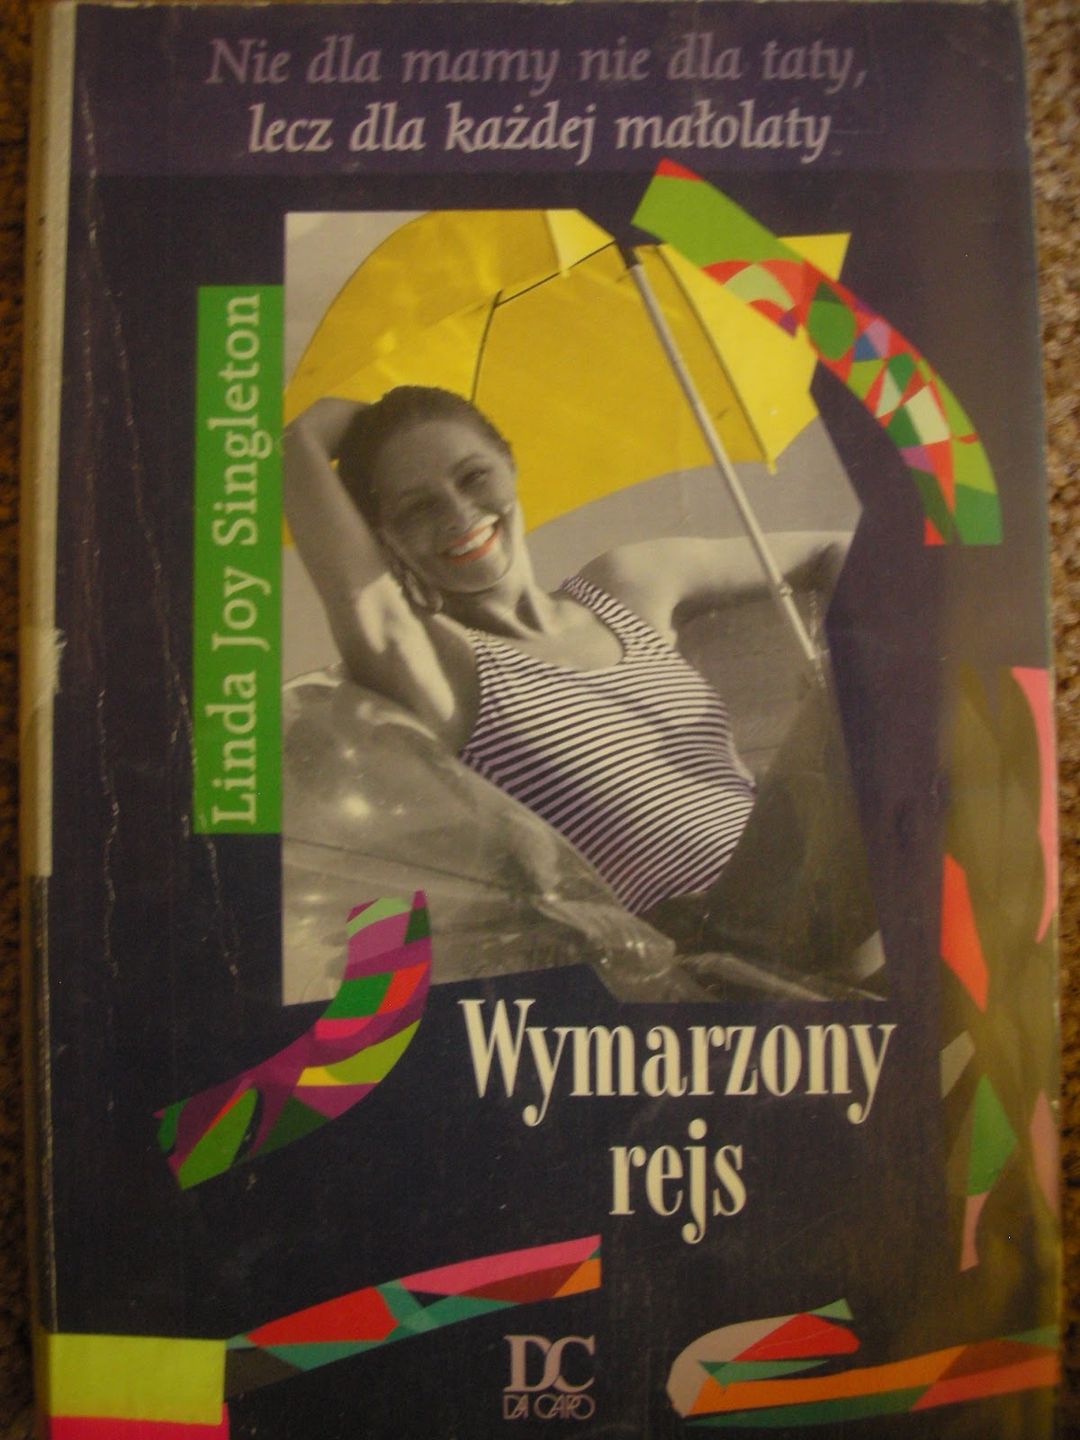 Nie dla mamy nie dla taty,
lecz dla każdej małolaty
Linda Joy Singleton
Wymarzony
rejs
DC
DA CAPO